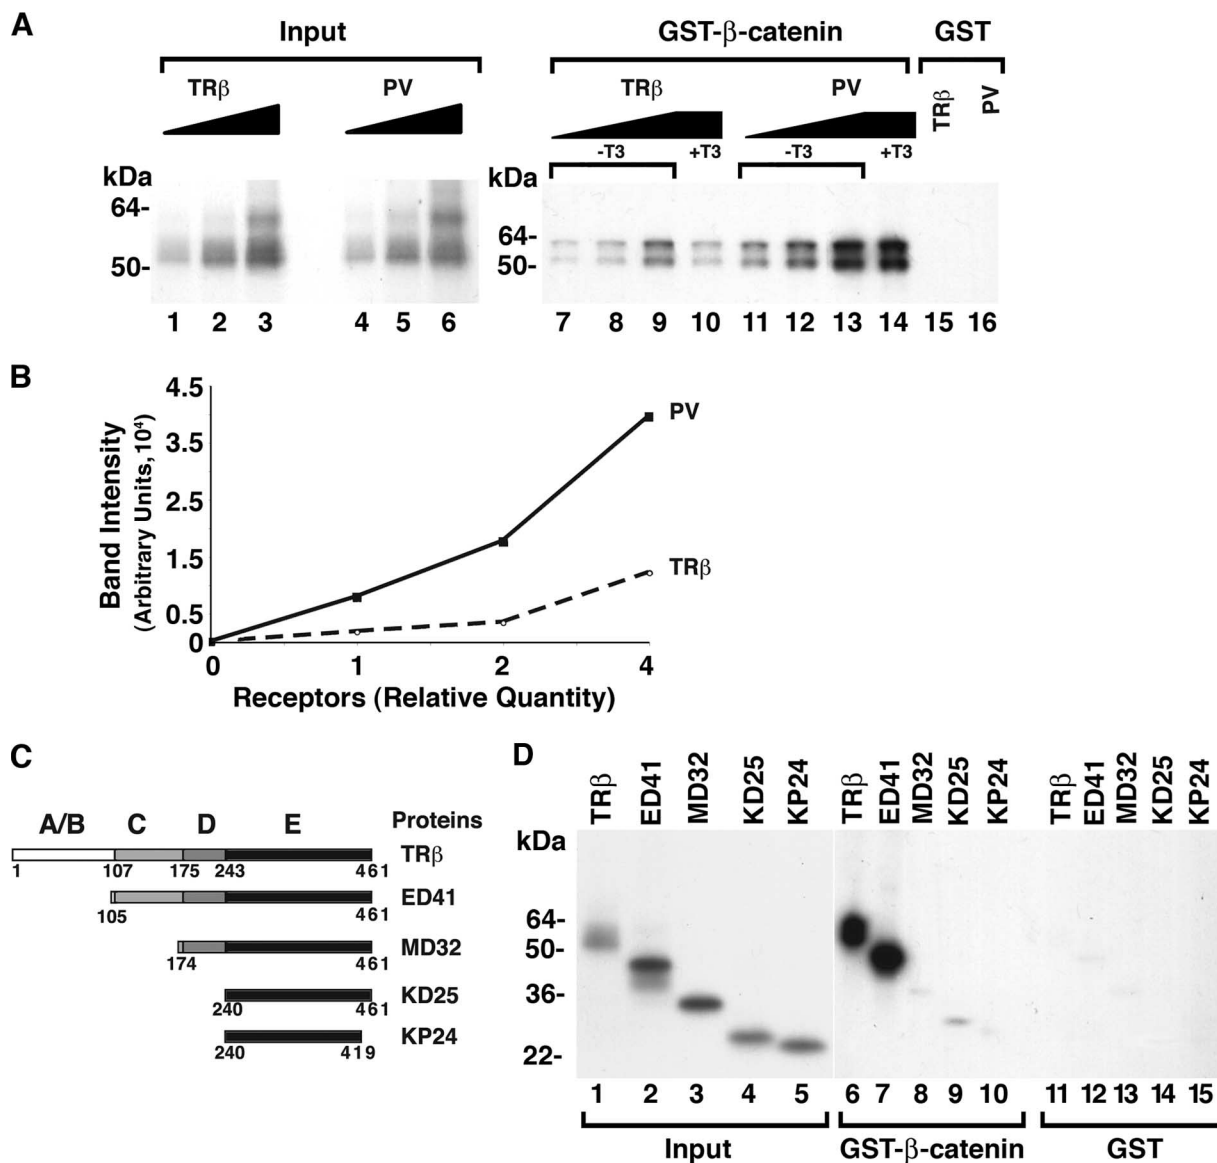 A
Input
GST-β-catenin
GST
TRβ
PV
TRβ
PV
TRβ
PV
-T3
+T3
-T3
+T3
kDa
64-
50-
kDa
64-
50-
1 2 3 4 5 6
7 8 9 10 11 12 13 14 15 16
B
Band Intensity
(Arbitrary Units, 10⁴)
4.5
3.5
2.5
1.5
0.5
0
0 1 2 4
Receptors (Relative Quantity)
PV
TRβ
C
A/B C D E Proteins
TRβ
1 107 175 243 461
ED41
105 461
MD32
174 461
KD25
240 461
KP24
240 419
D
TRβ ED41 MD32 KD25 KP24
TRβ ED41 MD32 KD25 KP24
TRβ ED41 MD32 KD25 KP24
kDa
64-
50-
36-
22-
1 2 3 4 5 6 7 8 9 10 11 12 13 14 15
Input
GST-β-catenin
GST